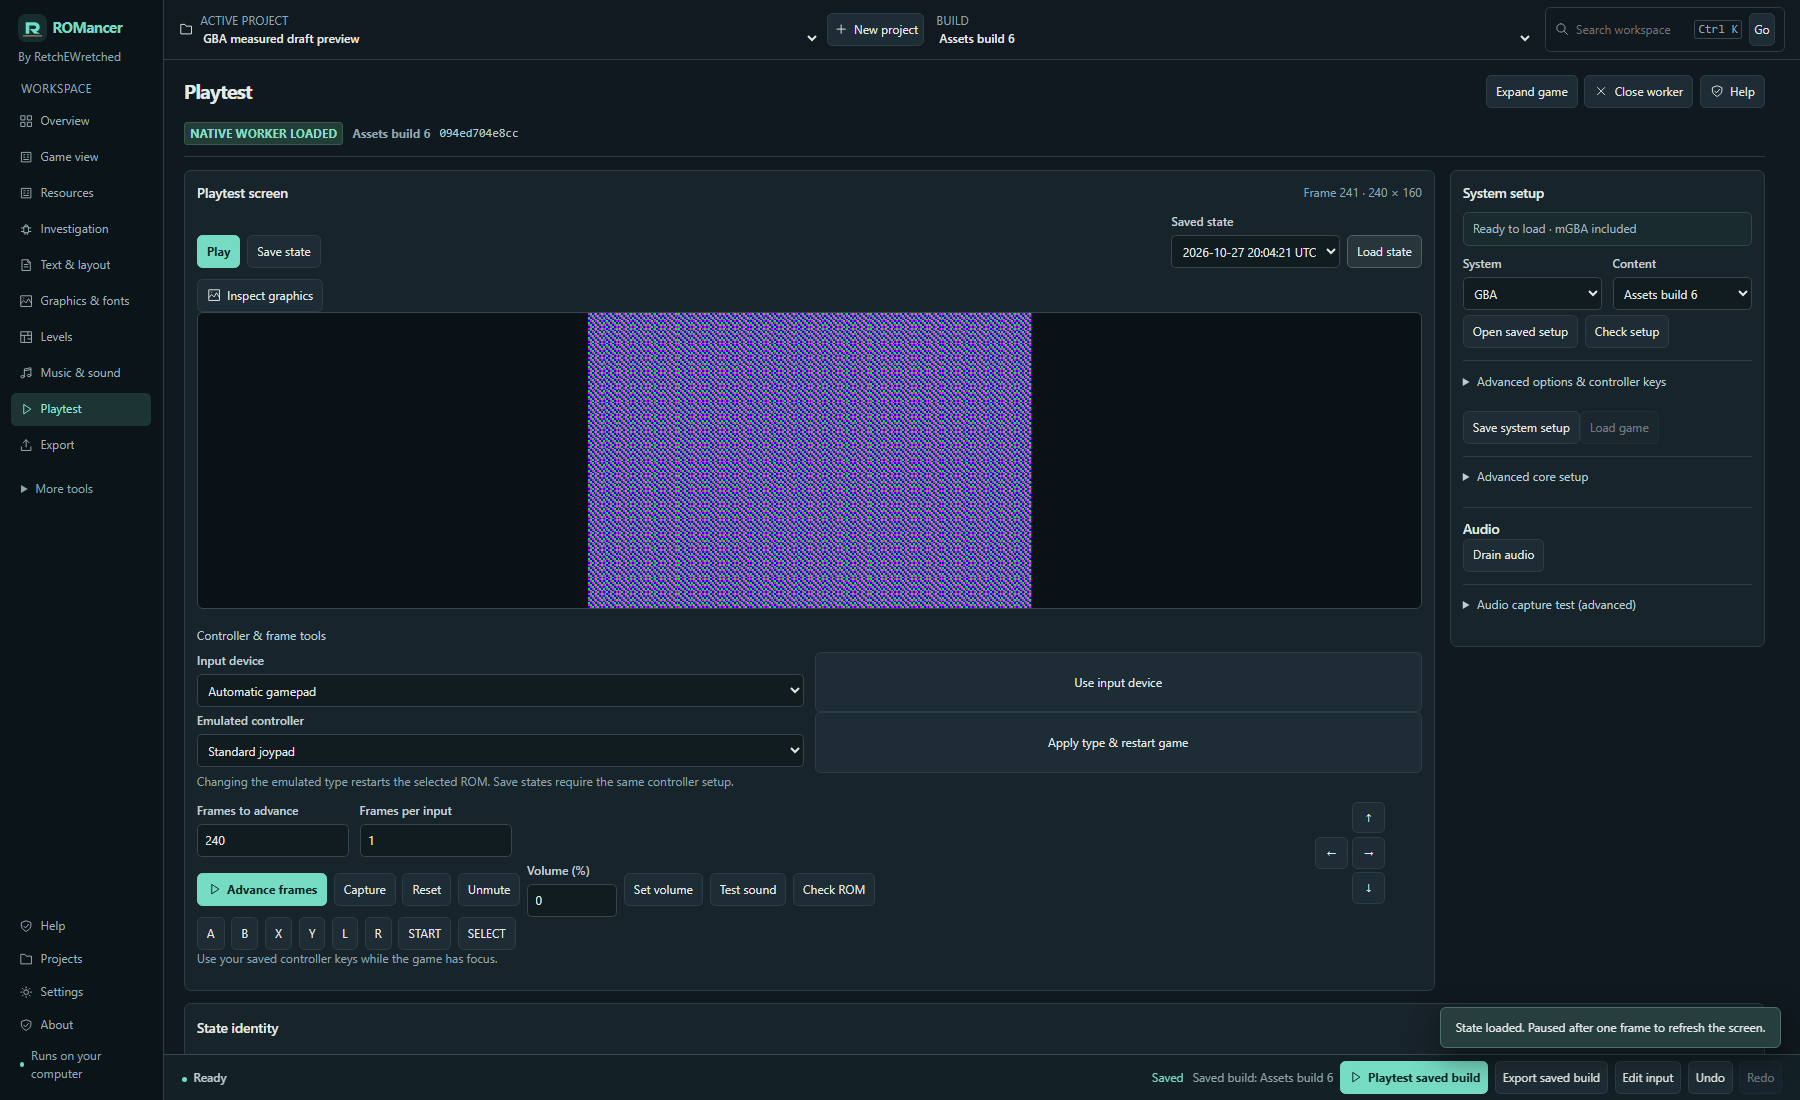 ROMancer
By RetchEWretched
WORKSPACE
Overview
Game view
Resources
Investigation
Text & layout
Graphics & fonts
Levels
Music & sound
Playtest
Export
More tools
Help
Projects
Settings
About
Runs on your
computer
ACTIVE PROJECT
GBA measured draft preview
New project
BUILD
Assets build 6
Search workspace
Ctrl K
Go
Playtest
Expand game
Close worker
Help
NATIVE WORKER LOADED
Assets build 6
094ed704e8cc
Playtest screen
Frame 241 · 240 × 160
Saved state
Play
Save state
2026-10-27 20:04:21 UTC
Load state
Inspect graphics
Controller & frame tools
Input device
Automatic gamepad
Use input device
Emulated controller
Standard joypad
Apply type & restart game
Changing the emulated type restarts the selected ROM. Save states require the same controller setup.
Frames to advance
Frames per input
240
1
↑
← →
↓
Volume (%)
Advance frames
Capture
Reset
Unmute
0
Set volume
Test sound
Check ROM
A
B
X
Y
L
R
START
SELECT
Use your saved controller keys while the game has focus.
State identity
System setup
Ready to load · mGBA included
System
Content
GBA
Assets build 6
Open saved setup
Check setup
Advanced options & controller keys
Save system setup
Load game
Advanced core setup
Audio
Drain audio
Audio capture test (advanced)
State loaded. Paused after one frame to refresh the screen.
Ready
Saved
Saved build: Assets build 6
Playtest saved build
Export saved build
Edit input
Undo
Redo